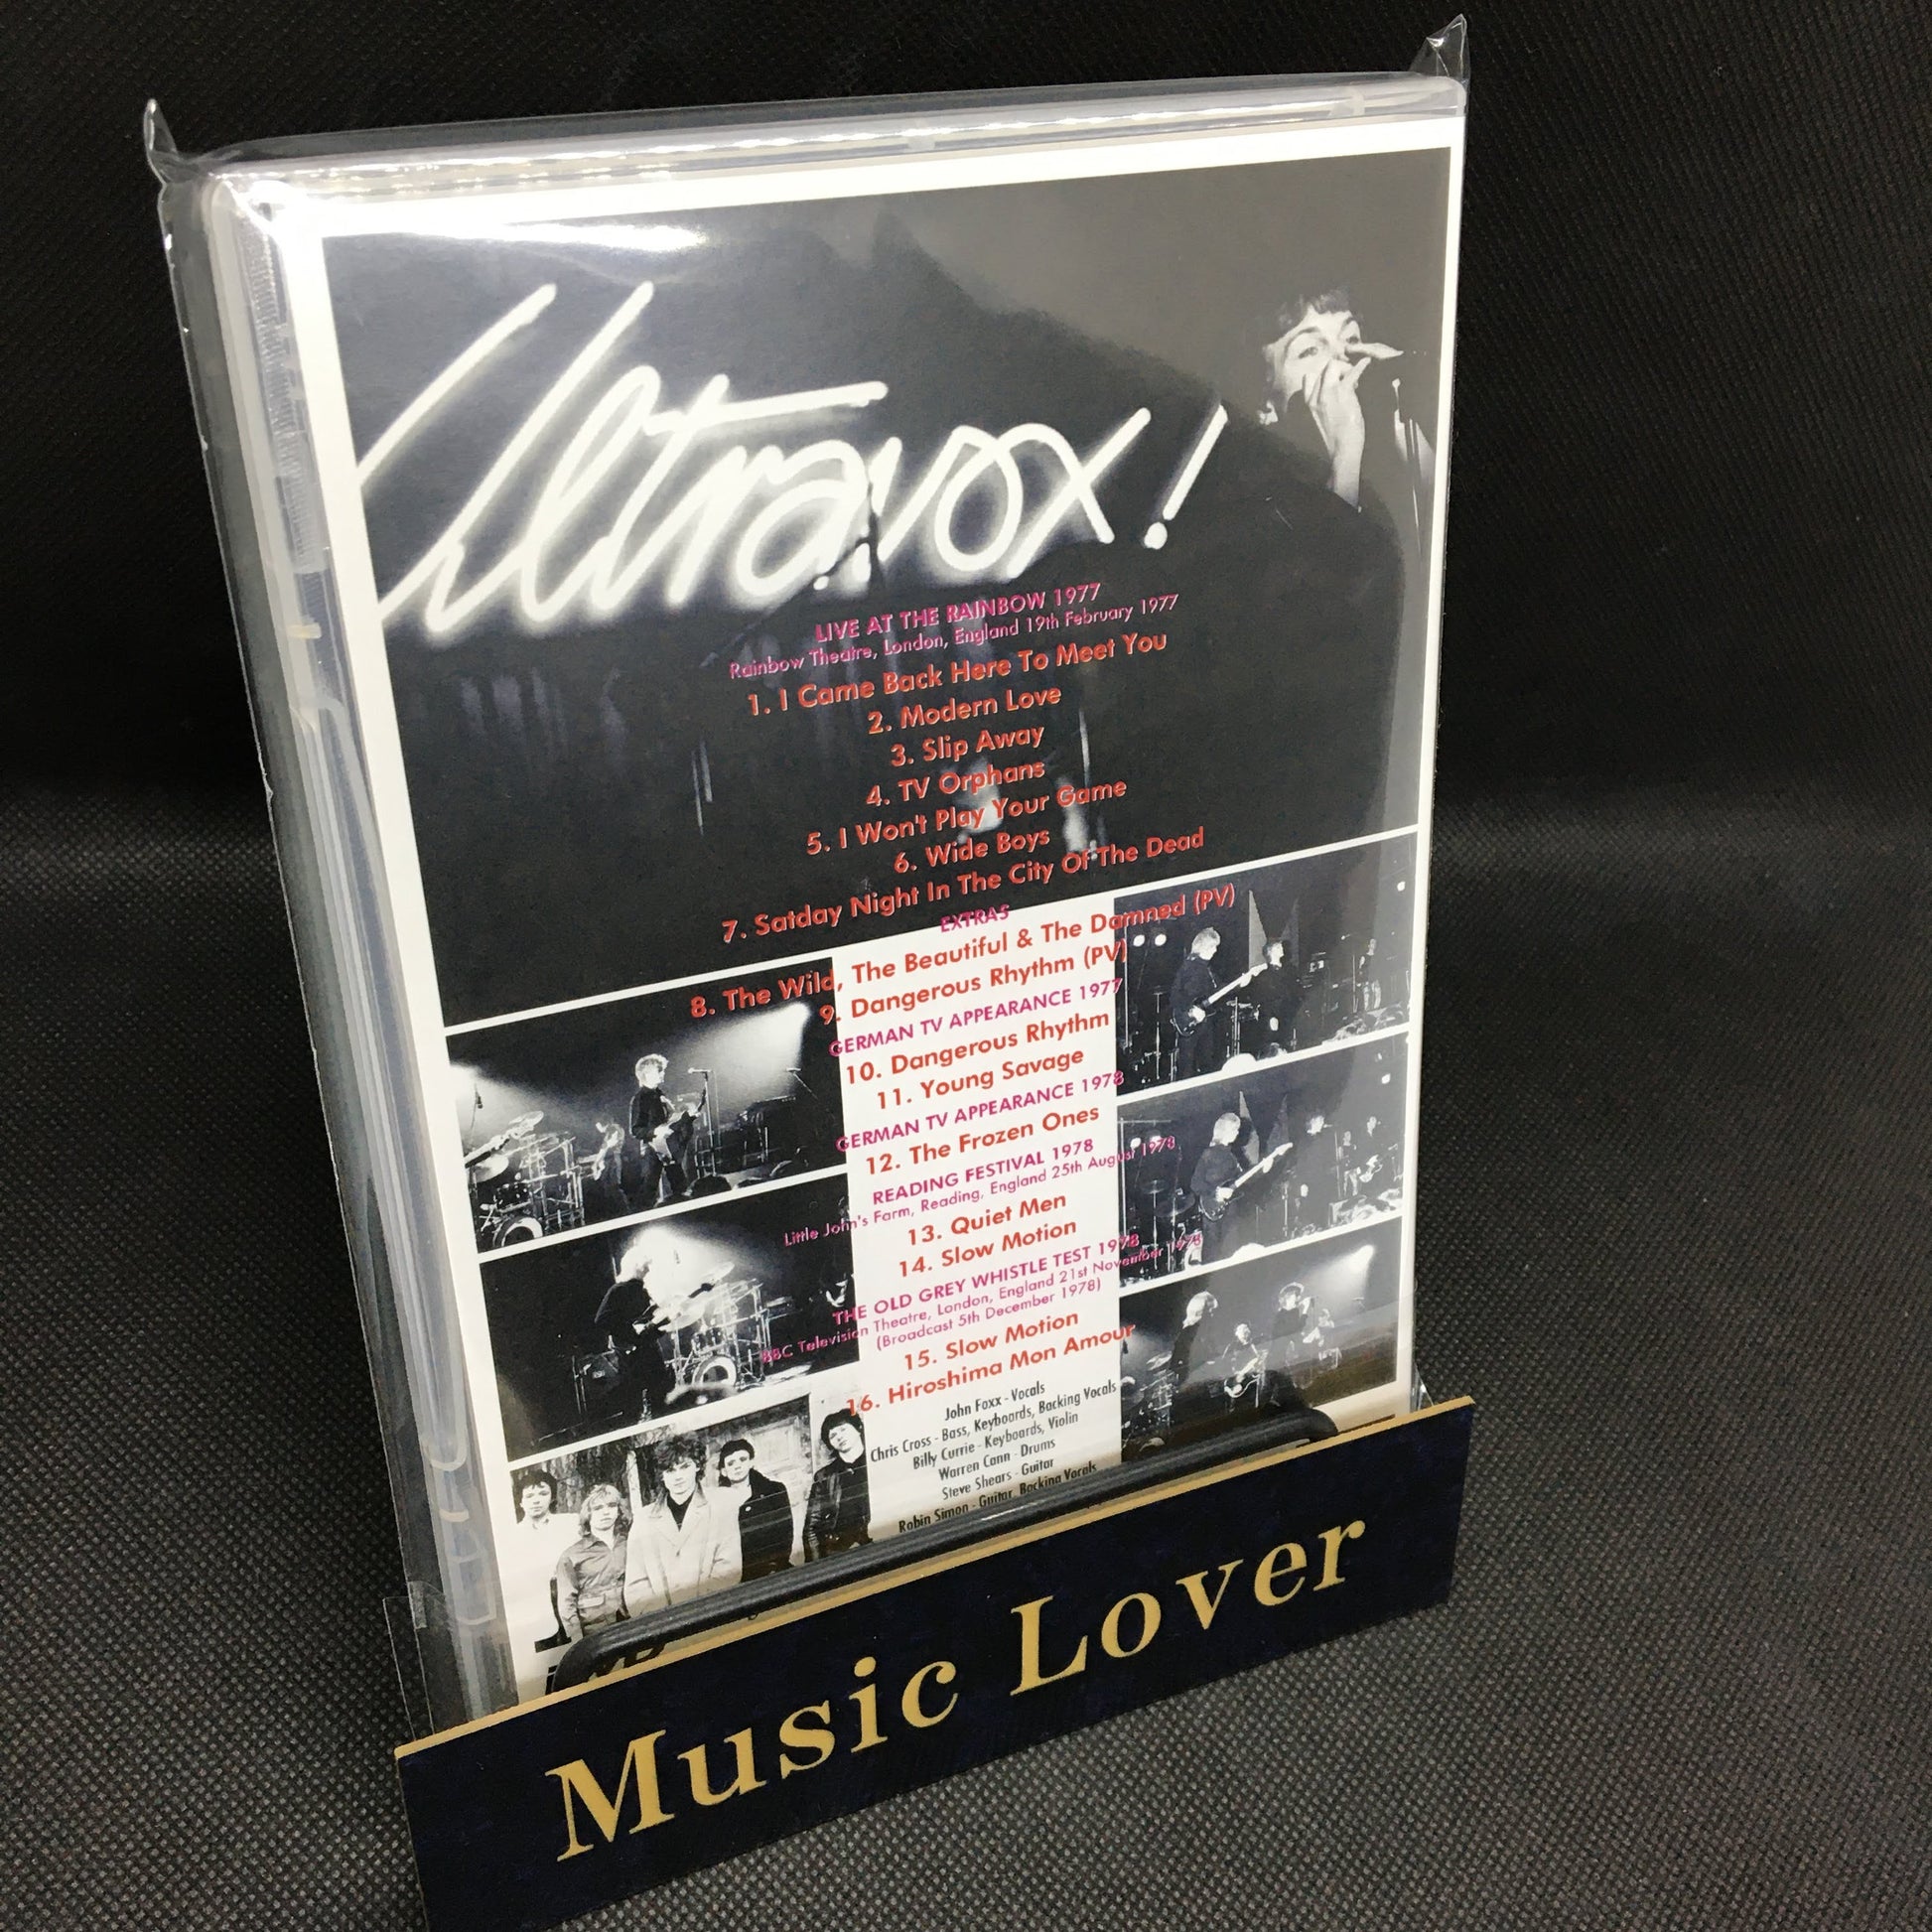 Ultravox!
LIVE AT THE RAINBOW 1977
Rainbow Theatre, London, England 19th February 1977
1. I Came Back Here To Meet You
2. Modern Love
3. Slip Away
4. TV Orphans
5. I Won't Play Your Game
6. Wide Boys
7. Satday Night In The City Of The Dead
EXTRAS
8. The Wild, The Beautiful & The Damned (PV)
9. Dangerous Rhythm (PV)
GERMAN TV APPEARANCE 1977
10. Dangerous Rhythm
11. Young Savage
GERMAN TV APPEARANCE 1978
12. The Frozen Ones
READING FESTIVAL 1978
Little John's Farm, Reading, England 25th August 1978
13. Quiet Men
14. Slow Motion
THE OLD GREY WHISTLE TEST 1978
BBC Television Theatre, London, England 21st November 1978
(Broadcast 5th December 1978)
15. Slow Motion
16. Hiroshima Mon Amour
John Foxx - Vocals
Chris Cross - Bass, Keyboards, Backing Vocals
Billy Currie - Keyboards, Violin
Warren Cann - Drums
Steve Shears - Guitar
Robin Simon - Guitar, Backing Vocals
Music Lover